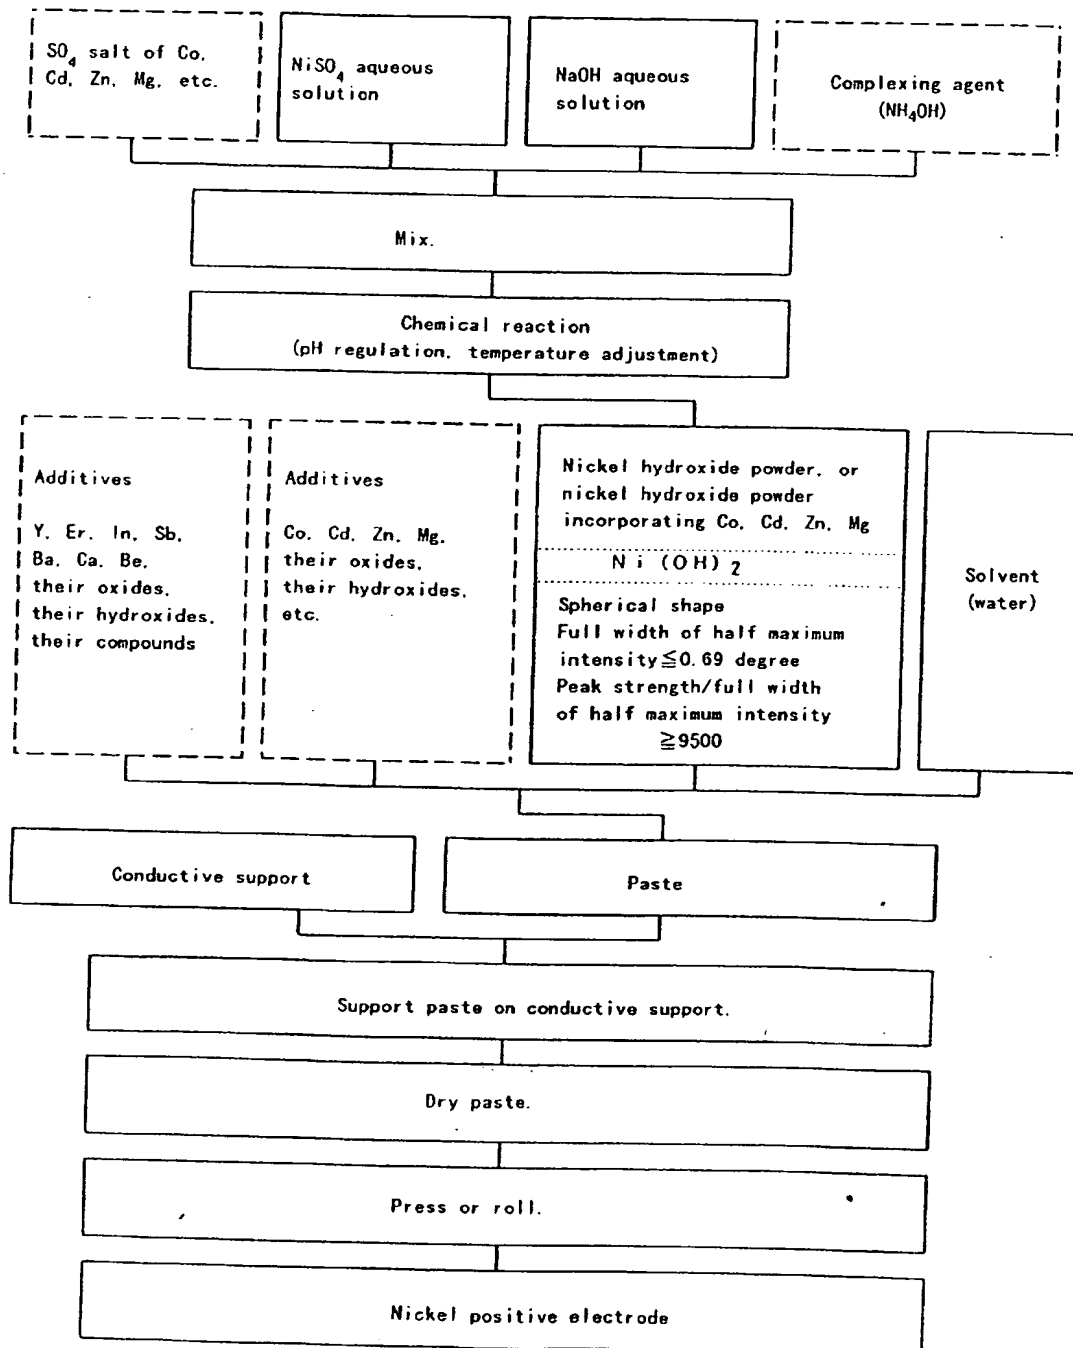 SO4 salt of Co,
Cd, Zn, Mg, etc.
NiSO4 aqueous
solution
NaOH aqueous
solution
Complexing agent
(NH4OH)
Mix.
Chemical reaction
(pH regulation, temperature adjustment)
Additives
Y, Er, In, Sb,
Ba, Ca, Be,
their oxides,
their hydroxides,
their compounds
Additives
Co, Cd, Zn, Mg,
their oxides,
their hydroxides,
etc.
Nickel hydroxide powder, or
nickel hydroxide powder
incorporating Co, Cd, Zn, Mg
Ni(OH)2
Spherical shape
Full width of half maximum
intensity≦0.69 degree
Peak strength/full width
of half maximum intensity
≧9500
Solvent
(water)
Conductive support
Paste
Support paste on conductive support.
Dry paste.
Press or roll.
Nickel positive electrode